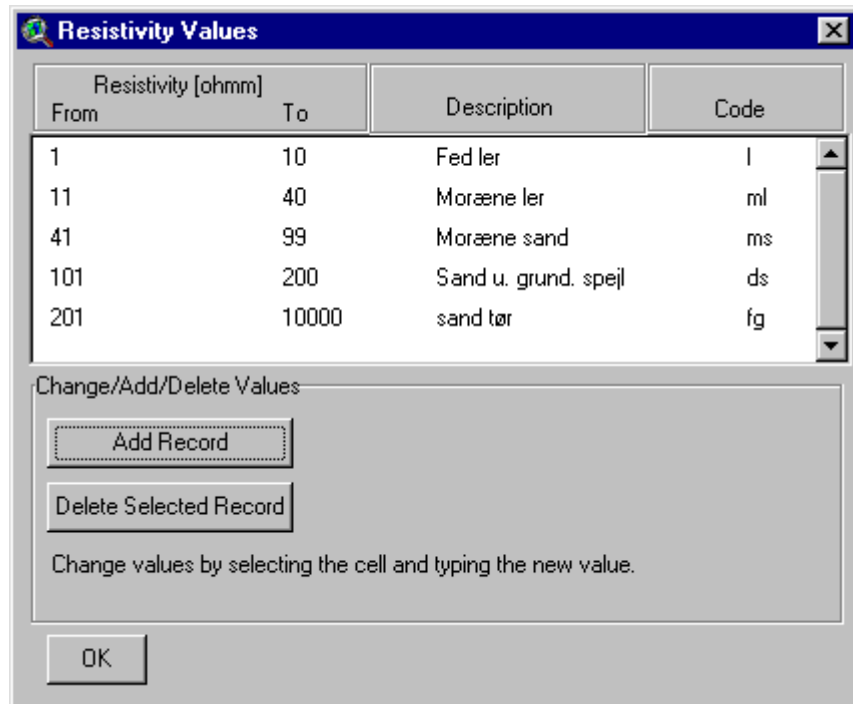 Resistivity Values
Resistivity [ohmm]
From To Description Code
1 10 Fed ler l
11 40 Moræne ler ml
41 99 Moræne sand ms
101 200 Sand u. grund. spejl ds
201 10000 sand tør fg
Change/Add/Delete Values
Add Record
Delete Selected Record
Change values by selecting the cell and typing the new value.
OK